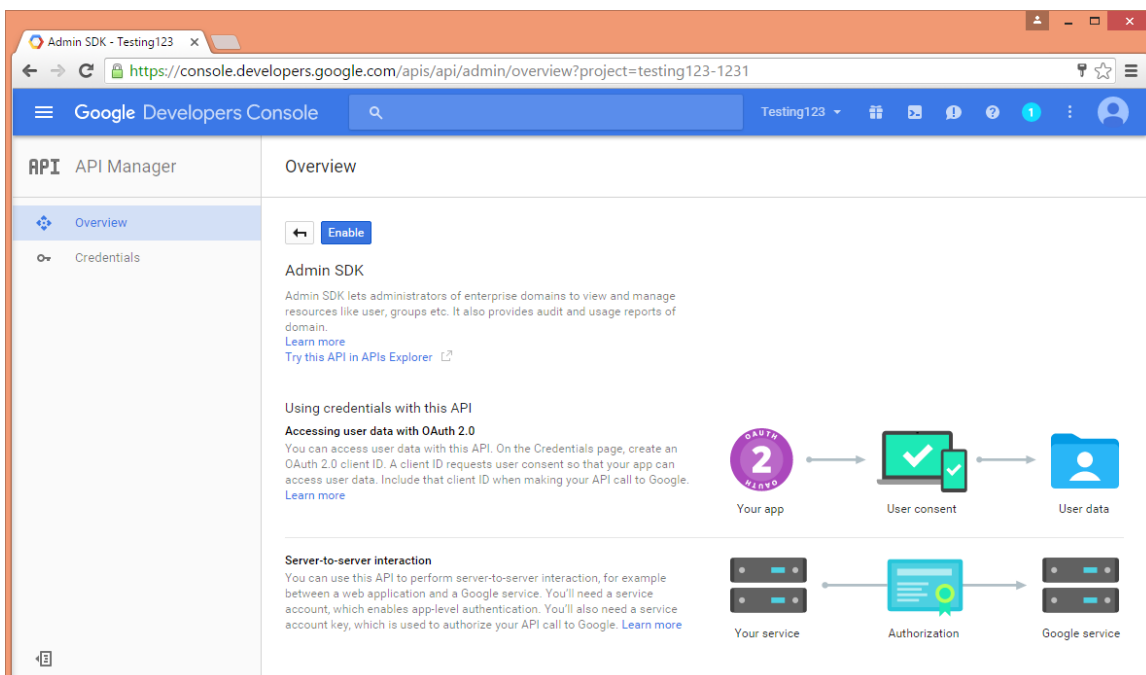 Admin SDK - Testing123
https://console.developers.google.com/apis/api/admin/overview?project=testing123-1231
Google Developers Console
Testing123
1
API API Manager
Overview
Overview
Credentials
Enable
Admin SDK
Admin SDK lets administrators of enterprise domains to view and manage
resources like user, groups etc. It also provides audit and usage reports of
domain.
Learn more
Try this API in APIs Explorer
Using credentials with this API
Accessing user data with OAuth 2.0
You can access user data with this API. On the Credentials page, create an
OAuth 2.0 client ID. A client ID requests user consent so that your app can
access user data. Include that client ID when making your API call to Google.
Learn more
OAUTH
2
OAUTH
Your app
User consent
User data
Server-to-server interaction
You can use this API to perform server-to-server interaction, for example
between a web application and a Google service. You'll need a service
account, which enables app-level authentication. You'll also need a service
account key, which is used to authorize your API call to Google. Learn more
Your service
Authorization
Google service